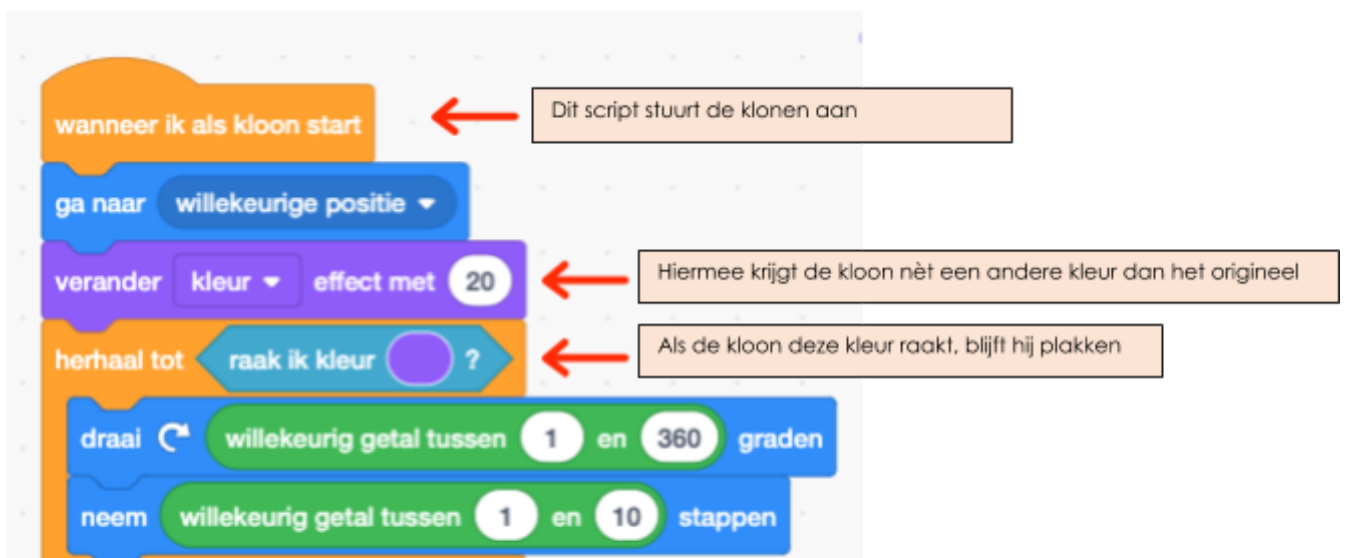 wanneer ik als kloon start
Dit script stuurt de klonen aan
ga naar willekeurige positie
verander kleur effect met 20
Hiermee krijgt de kloon nèt een andere kleur dan het origineel
herhaal tot raak ik kleur ?
Als de kloon deze kleur raakt, blijft hij plakken
draai willekeurig getal tussen 1 en 360 graden
neem willekeurig getal tussen 1 en 10 stappen